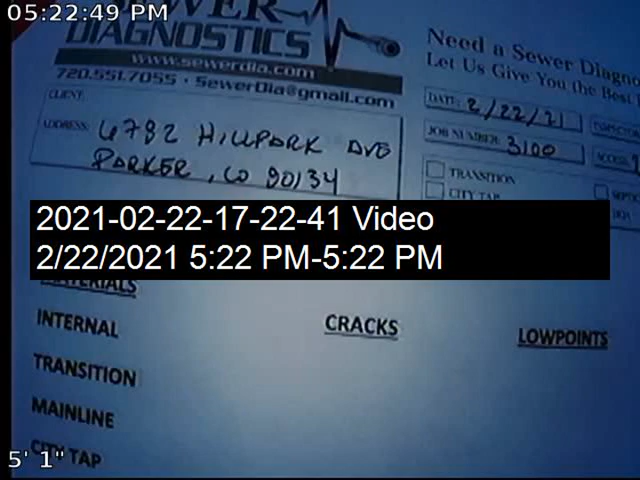 05:22:49 PM
SEWER
DIAGNOSTICS
www.sewerdia.com
720.551.7055 • SewerDia@gmail.com
Need a Sewer Diagno
Let Us Give You the Best
CLIENT:
ADDRESS: 6782 HILLPARK AVE
PARKER, CO 80134
DATE: 2/22/21
JOB NUMBER: 3100
ACCESS:
TRANSITION
CITY TAP
2021-02-22-17-22-41 Video
2/22/2021 5:22 PM-5:22 PM
MATERIALS
INTERNAL
CRACKS
LOWPOINTS
TRANSITION
MAINLINE
CITY TAP
5' 1"